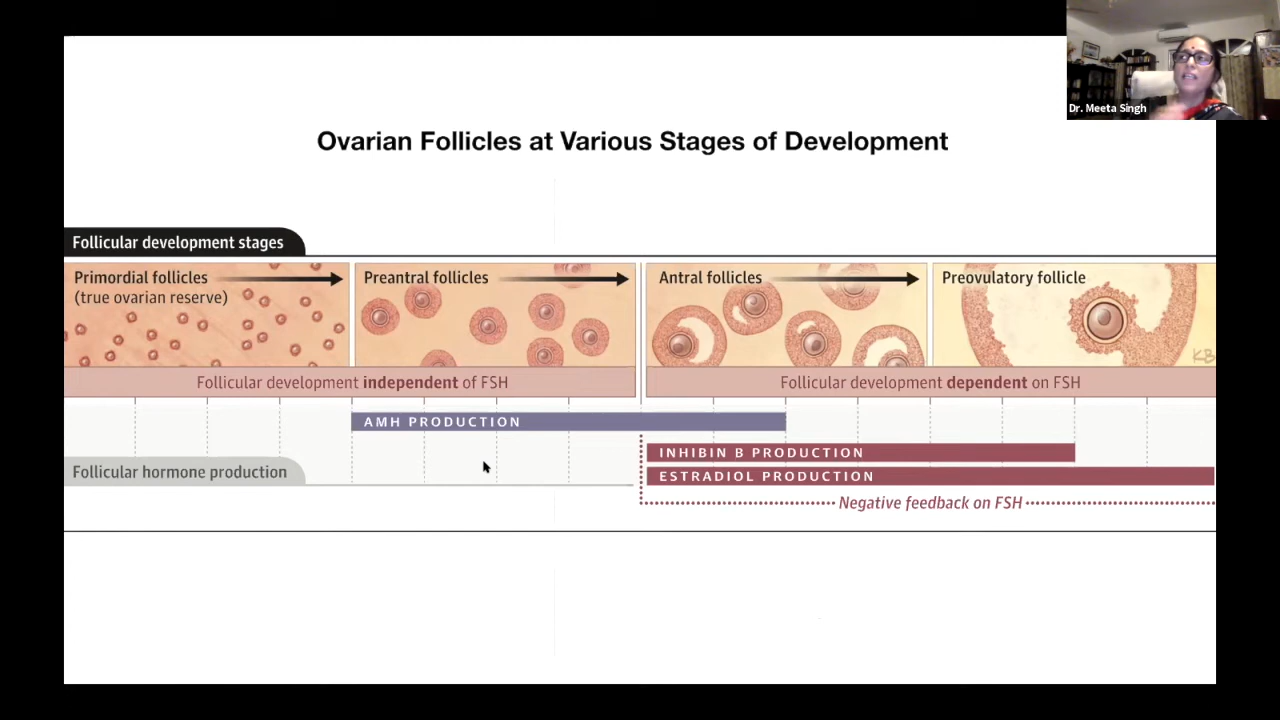 Dr. Meeta Singh
Ovarian Follicles at Various Stages of Development
Follicular development stages
Primordial follicles
(true ovarian reserve)
Preantral follicles
Antral follicles
Preovulatory follicle
KB
Follicular development independent of FSH
Follicular development dependent on FSH
AMH PRODUCTION
INHIBIN B PRODUCTION
Follicular hormone production
ESTRADIOL PRODUCTION
Negative feedback on FSH